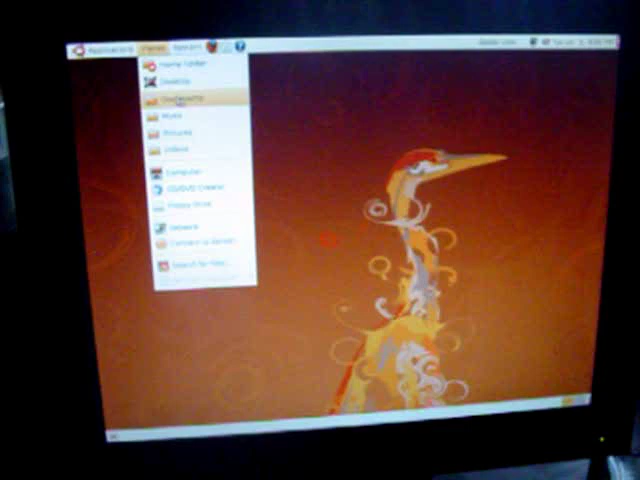 Applications Places System
Home Folder
Desktop
Documents
Music
Pictures
Videos
Computer
CD/DVD Creator
Floppy Drive
Network
Connect to Server...
Search for Files...